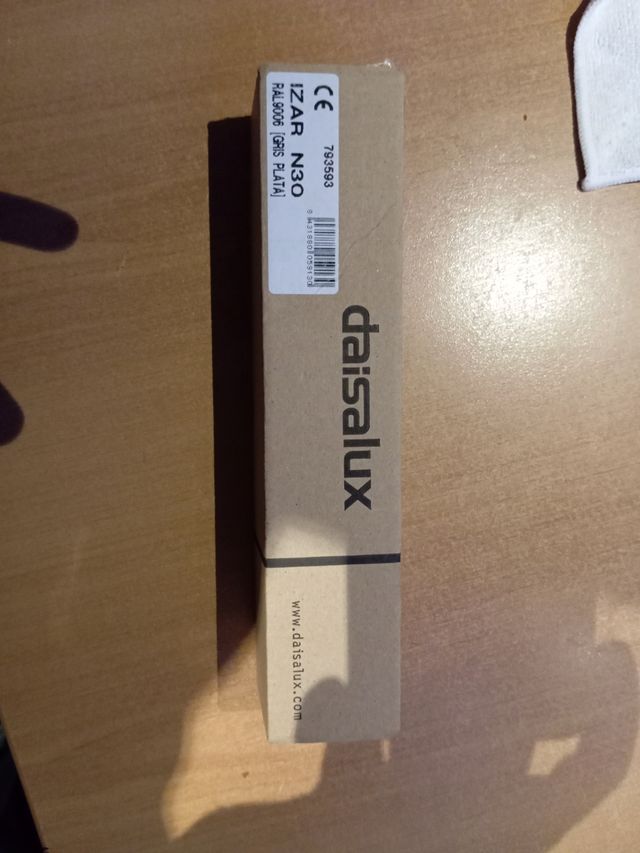 CE 793593
IZAR N30
RAL9006 [GRIS PLATA]
daisalux
www.daisalux.com